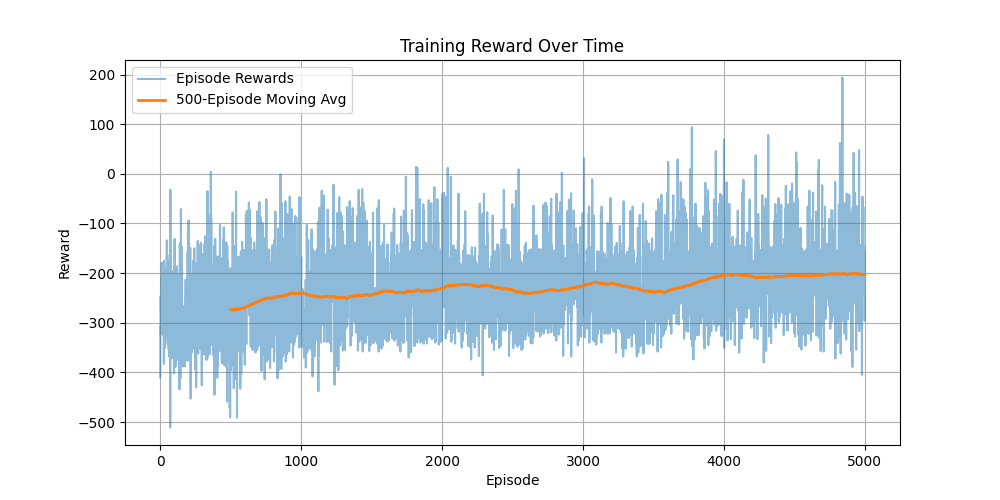 Training Reward Over Time
Episode Rewards
500-Episode Moving Avg
Reward
200
100
0
−100
−200
−300
−400
−500
0 1000 2000 3000 4000 5000
Episode